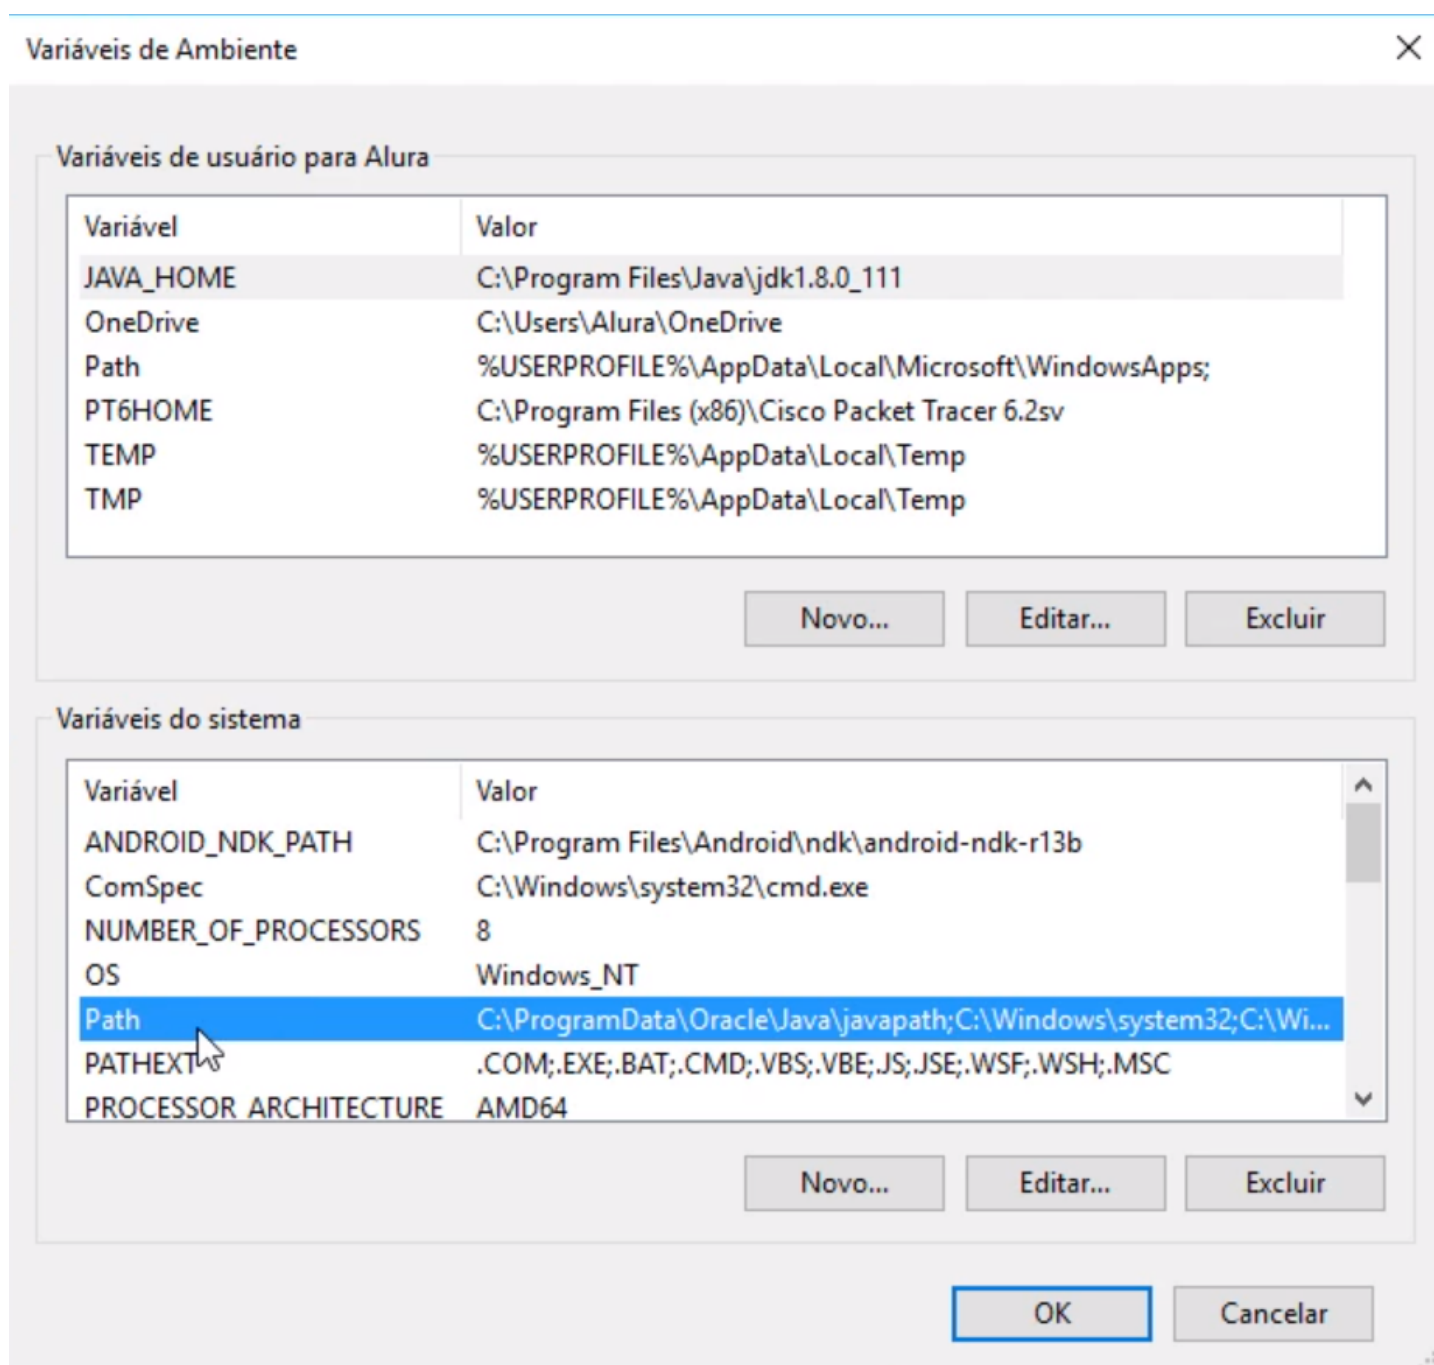 Variáveis de Ambiente
Variáveis de usuário para Alura
Variável Valor
JAVA_HOME C:\Program Files\Java\jdk1.8.0_111
OneDrive C:\Users\Alura\OneDrive
Path %USERPROFILE%\AppData\Local\Microsoft\WindowsApps;
PT6HOME C:\Program Files (x86)\Cisco Packet Tracer 6.2sv
TEMP %USERPROFILE%\AppData\Local\Temp
TMP %USERPROFILE%\AppData\Local\Temp
Novo... Editar... Excluir
Variáveis do sistema
Variável Valor
ANDROID_NDK_PATH C:\Program Files\Android\ndk\android-ndk-r13b
ComSpec C:\Windows\system32\cmd.exe
NUMBER_OF_PROCESSORS 8
OS Windows_NT
Path C:\ProgramData\Oracle\Java\javapath;C:\Windows\system32;C:\Wi...
PATHEXT .COM;.EXE;.BAT;.CMD;.VBS;.VBE;.JS;.JSE;.WSF;.WSH;.MSC
PROCESSOR_ARCHITECTURE AMD64
Novo... Editar... Excluir
OK Cancelar